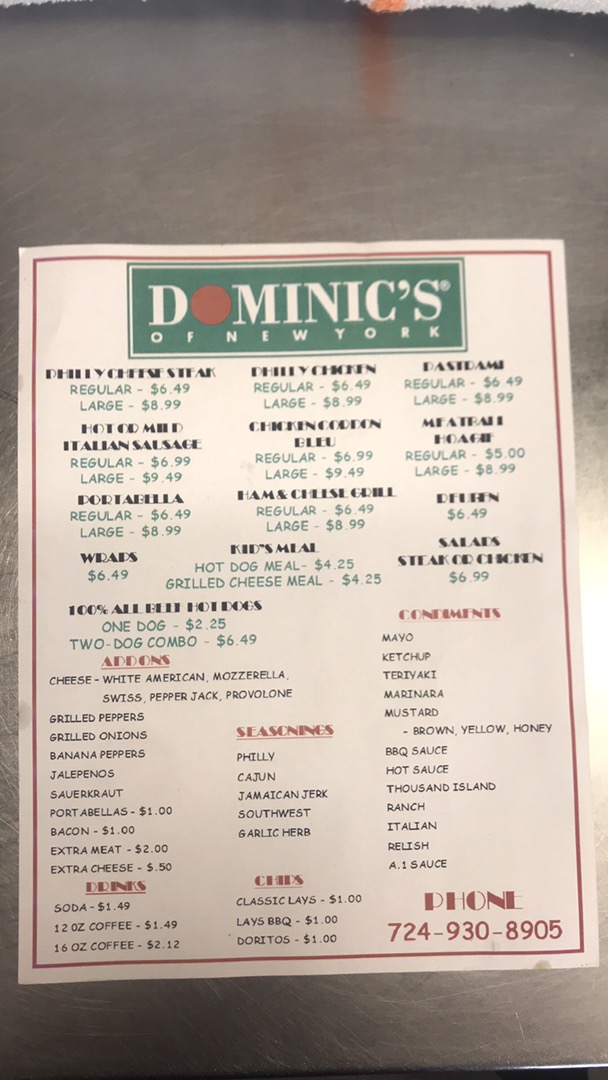 DOMINIC'S®
OF NEW YORK
PHILLY CHEESE STEAK
REGULAR - $6.49
LARGE - $8.99
PHILLY CHICKEN
REGULAR - $6.49
LARGE - $8.99
PASTRAMI
REGULAR - $6.49
LARGE - $8.99
HOT OR MILD
ITALIAN SAUSAGE
REGULAR - $6.99
LARGE - $9.49
CHICKEN CORDON
BLEU
REGULAR - $6.99
LARGE - $9.49
MEATBALL
HOAGIE
REGULAR - $5.00
LARGE - $8.99
PORTABELLA
REGULAR - $6.49
LARGE - $8.99
HAM & CHEESE GRILL
REGULAR - $6.49
LARGE - $8.99
REUBEN
$6.49
WRAPS
$6.49
KID'S MEAL
HOT DOG MEAL- $4.25
GRILLED CHEESE MEAL - $4.25
SALADS
STEAK OR CHICKEN
$6.99
100% ALL BEEF HOT DOGS
ONE DOG - $2.25
TWO-DOG COMBO - $6.49
ADD ONS
CHEESE - WHITE AMERICAN, MOZZERELLA,
SWISS, PEPPER JACK, PROVOLONE
GRILLED PEPPERS
GRILLED ONIONS
BANANA PEPPERS
JALEPENOS
SAUERKRAUT
PORTABELLAS - $1.00
BACON - $1.00
EXTRA MEAT - $2.00
EXTRA CHEESE - $.50
SEASONINGS
PHILLY
CAJUN
JAMAICAN JERK
SOUTHWEST
GARLIC HERB
CONDIMENTS
MAYO
KETCHUP
TERIYAKI
MARINARA
MUSTARD
- BROWN, YELLOW, HONEY
BBQ SAUCE
HOT SAUCE
THOUSAND ISLAND
RANCH
ITALIAN
RELISH
A.1 SAUCE
DRINKS
SODA - $1.49
12 OZ COFFEE - $1.49
16 OZ COFFEE - $2.12
CHIPS
CLASSIC LAYS - $1.00
LAYS BBQ - $1.00
DORITOS - $1.00
PHONE
724-930-8905